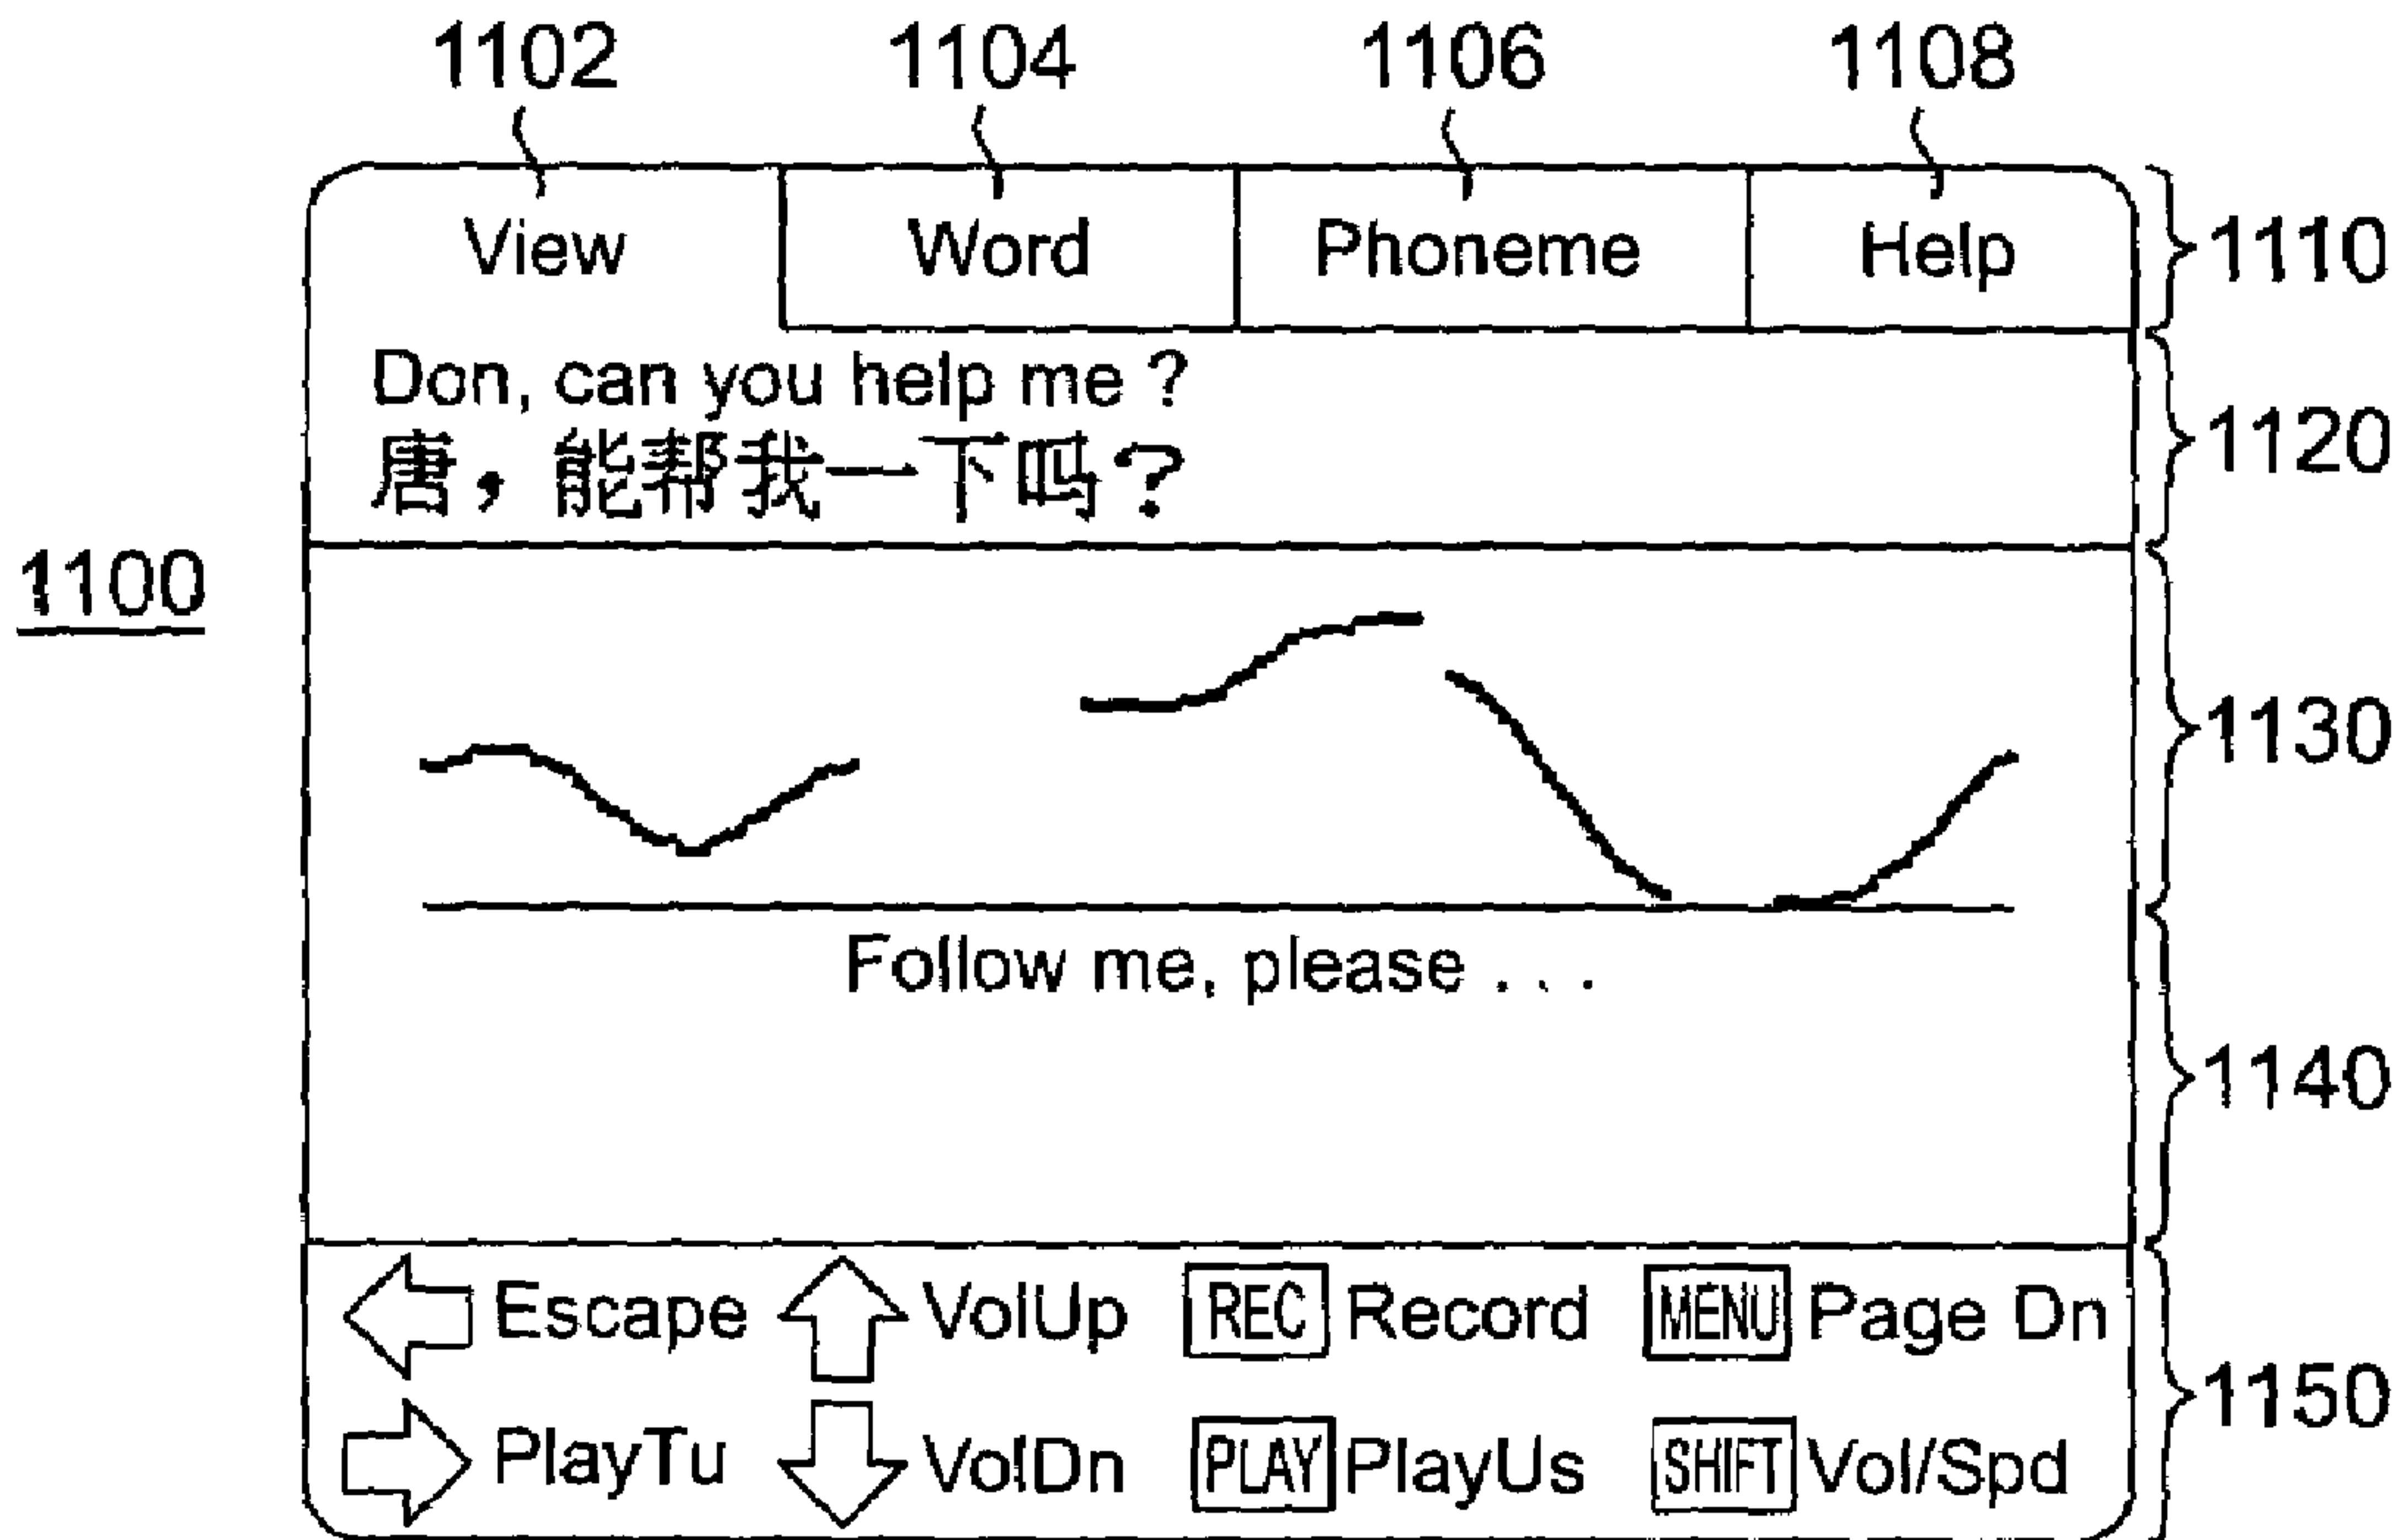 1102 1104 1106 1108
View Word Phoneme Help 1110
Don, can you help me ?
唐，能帮我一下吗？
1120
1100
1130
Follow me, please . . .
1140
Escape VolUp REC Record MENU Page Dn
1150
PlayTu VolDn PLAY PlayUs SHIFT Vol/Spd